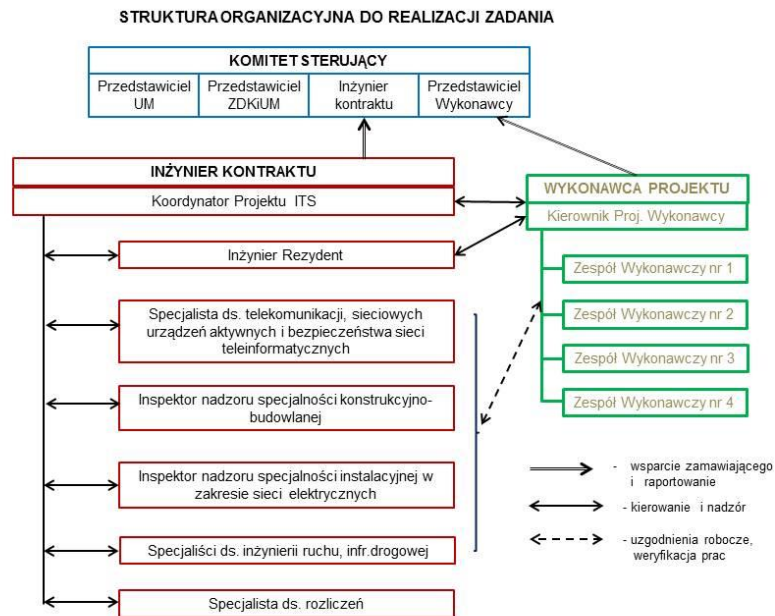 STRUKTURA ORGANIZACYJNA DO REALIZACJI ZADANIA
KOMITET STERUJĄCY
Przedstawiciel
UM
Przedstawiciel
ZDKiUM
Inżynier
kontraktu
Przedstawiciel
Wykonawcy
INŻYNIER KONTRAKTU
Koordynator Projektu ITS
WYKONAWCA PROJEKTU
Kierownik Proj. Wykonawcy
Inżynier Rezydent
Zespół Wykonawczy nr 1
Specjalista ds. telekomunikacji, sieciowych
urządzeń aktywnych i bezpieczeństwa sieci
teleinformatycznych
Zespół Wykonawczy nr 2
Zespół Wykonawczy nr 3
Inspektor nadzoru specjalności konstrukcyjno-
budowlanej
Zespół Wykonawczy nr 4
Inspektor nadzoru specjalności instalacyjnej w
zakresie sieci elektrycznych
Specjaliści ds. inżynierii ruchu, infr.drogowej
Specjalista ds. rozliczeń
- wsparcie zamawiającego
i raportowanie
- kierowanie i nadzór
- uzgodnienia robocze,
weryfikacja prac